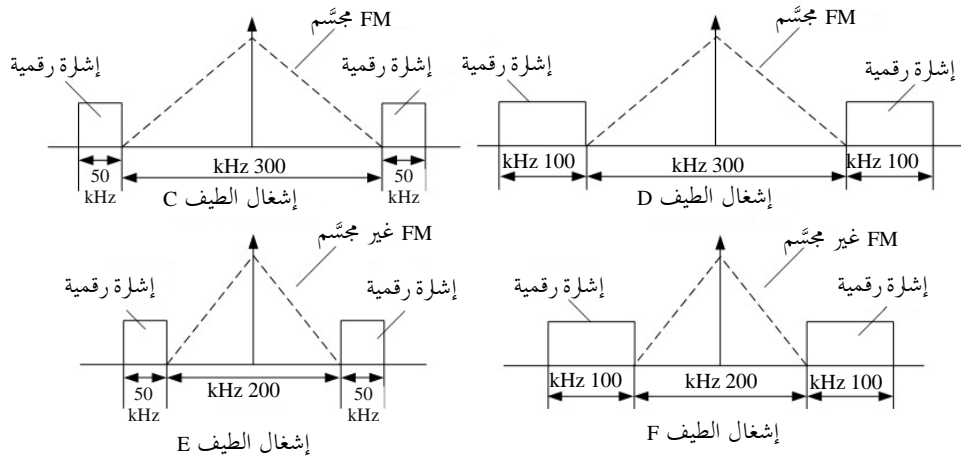 FM مجسَّم
إشارة رقمية
إشارة رقمية
50
kHz
kHz 300
50
kHz
إشغال الطيف C
FM مجسَّم
إشارة رقمية
إشارة رقمية
kHz 100
kHz 300
kHz 100
إشغال الطيف D
FM غير مجسَّم
إشارة رقمية
إشارة رقمية
50
kHz
kHz 200
50
kHz
إشغال الطيف E
FM غير مجسَّم
إشارة رقمية
إشارة رقمية
kHz 100
kHz 200
kHz 100
إشغال الطيف F